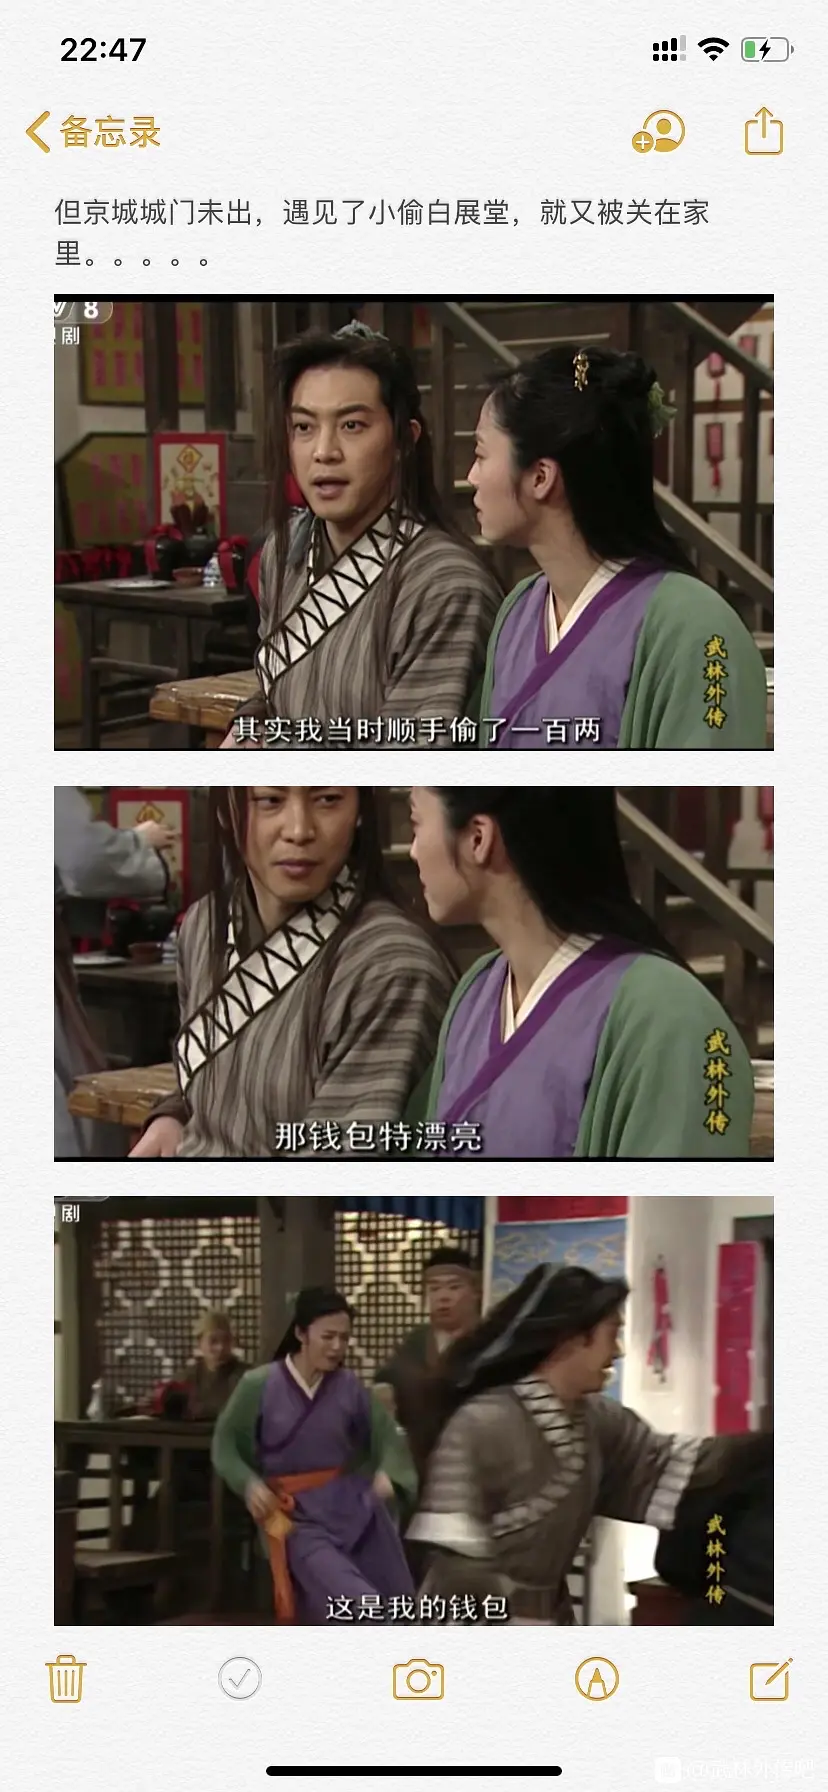 22:47
备忘录
但京城城门未出，遇见了小偷白展堂，就又被关在家
里。。。。。
8
剧
武林外传
其实我当时顺手偷了一百两
武林外传
那钱包特漂亮
剧
武林外传
这是我的钱包